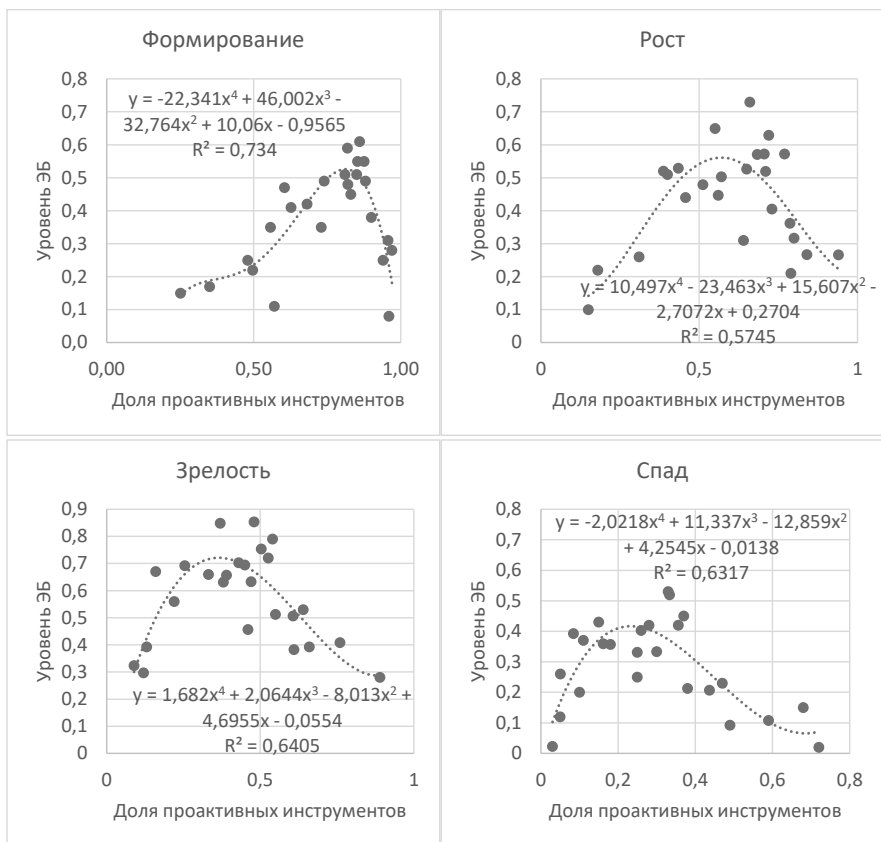 Формирование
Уровень ЭБ
0,8
0,7
0,6
0,5
0,4
0,3
0,2
0,1
0,0
y = -22,341x⁴ + 46,002x³ -
32,764x² + 10,06x - 0,9565
R² = 0,734
0,00
0,50
1,00
Доля проактивных инструментов
Рост
Уровень ЭБ
0,8
0,7
0,6
0,5
0,4
0,3
0,2
0,1
0
y = 10,497x⁴ - 23,463x³ + 15,607x² -
2,7072x + 0,2704
R² = 0,5745
0
0,5
1
Доля проактивных инструментов
Зрелость
Уровень ЭБ
0,9
0,8
0,7
0,6
0,5
0,4
0,3
0,2
0,1
0
y = 1,682x⁴ + 2,0644x³ - 8,013x² +
4,6955x - 0,0554
R² = 0,6405
0
0,5
1
Доля проактивных инструментов
Спад
Уровень ЭБ
0,8
0,7
0,6
0,5
0,4
0,3
0,2
0,1
0
y = -2,0218x⁴ + 11,337x³ - 12,859x²
+ 4,2545x - 0,0138
R² = 0,6317
0
0,2
0,4
0,6
0,8
Доля проактивных инструментов